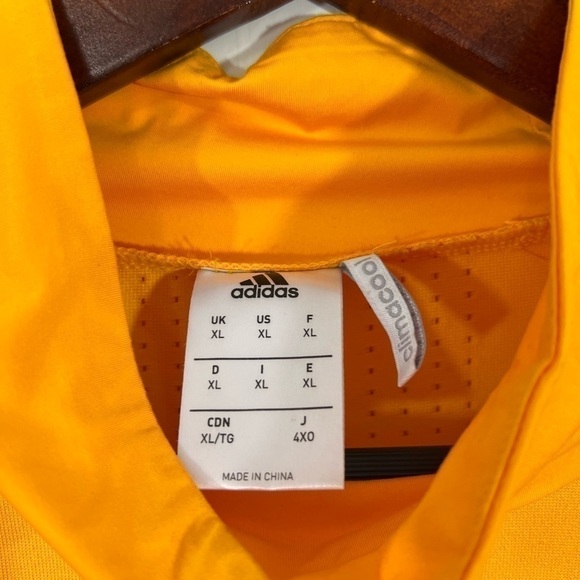 adidas
UK US F
XL XL XL
D I E
XL XL XL
CDN J
XL/TG 4XO
MADE IN CHINA
climacool